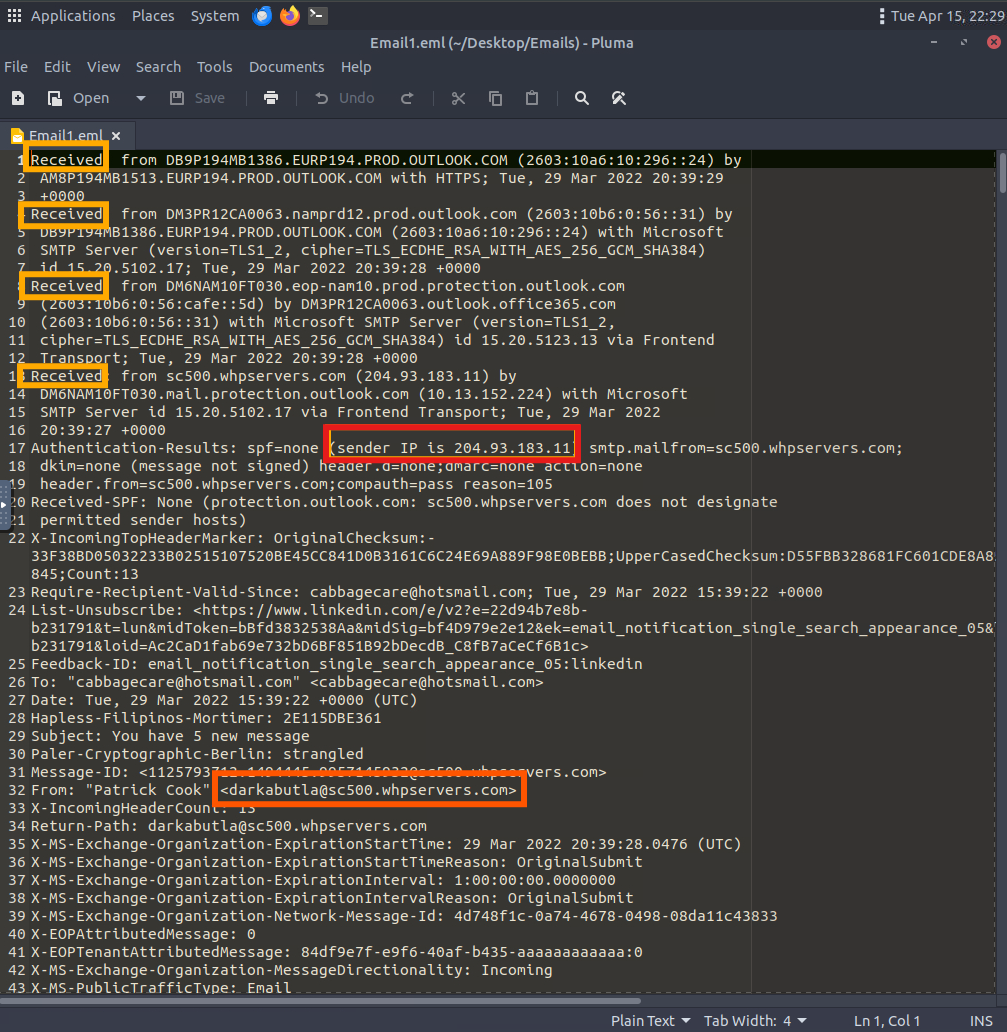 Applications Places System Tue Apr 15, 22:29
Email1.eml (~/Desktop/Emails) - Pluma
File Edit View Search Tools Documents Help
Open Save Undo
Email1.eml
1 Received from DB9P194MB1386.EURP194.PROD.OUTLOOK.COM (2603:10a6:10:296::24) by
2 AM8P194MB1513.EURP194.PROD.OUTLOOK.COM with HTTPS; Tue, 29 Mar 2022 20:39:29
3 +0000
Received from DM3PR12CA0063.namprd12.prod.outlook.com (2603:10b6:0:56::31) by
5 DB9P194MB1386.EURP194.PROD.OUTLOOK.COM (2603:10a6:10:296::24) with Microsoft
6 SMTP Server (version=TLS1_2, cipher=TLS_ECDHE_RSA_WITH_AES_256_GCM_SHA384)
7 id 15.20.5102.17; Tue, 29 Mar 2022 20:39:28 +0000
8 Received from DM6NAM10FT030.eop-nam10.prod.protection.outlook.com
9 (2603:10b6:0:56:cafe::5d) by DM3PR12CA0063.outlook.office365.com
10 (2603:10b6:0:56::31) with Microsoft SMTP Server (version=TLS1_2,
11 cipher=TLS_ECDHE_RSA_WITH_AES_256_GCM_SHA384) id 15.20.5123.13 via Frontend
12 Transport; Tue, 29 Mar 2022 20:39:28 +0000
13 Received: from sc500.whpservers.com (204.93.183.11) by
14 DM6NAM10FT030.mail.protection.outlook.com (10.13.152.224) with Microsoft
15 SMTP Server id 15.20.5102.17 via Frontend Transport; Tue, 29 Mar 2022
16 20:39:27 +0000
17 Authentication-Results: spf=none (sender IP is 204.93.183.11) smtp.mailfrom=sc500.whpservers.com;
18 dkim=none (message not signed) header.d=none;dmarc=none action=none
19 header.from=sc500.whpservers.com;compauth=pass reason=105
20 Received-SPF: None (protection.outlook.com: sc500.whpservers.com does not designate
21 permitted sender hosts)
22 X-IncomingTopHeaderMarker: OriginalChecksum:-
33F38BD05032233B02515107520BE45CC841D0B3161C6C24E69A889F98E0BEBB;UpperCasedChecksum:D55FBB328681FC601CDE8A8
845;Count:13
23 Require-Recipient-Valid-Since: cabbagecare@hotsmail.com; Tue, 29 Mar 2022 15:39:22 +0000
24 List-Unsubscribe: <https://www.linkedin.com/e/v2?e=22d94b7e8b-
b231791&t=lun&midToken=bBfd3832538Aa&midSig=bf4D979e2e12&ek=email_notification_single_search_appearance_05&
b231791&loid=Ac2CaD1fab69e732bD6BF851B92bDecdB_C8fB7aCeCf6B1c>
25 Feedback-ID: email_notification_single_search_appearance_05:linkedin
26 To: "cabbagecare@hotsmail.com" <cabbagecare@hotsmail.com>
27 Date: Tue, 29 Mar 2022 15:39:22 +0000 (UTC)
28 Hapless-Filipinos-Mortimer: 2E115DBE361
29 Subject: You have 5 new message
30 Paler-Cryptographic-Berlin: strangled
31 Message-ID:
32 From: "Patrick Cook" <darkabutla@sc500.whpservers.com>
33 X-IncomingHeaderCount: 13
34 Return-Path: darkabutla@sc500.whpservers.com
35 X-MS-Exchange-Organization-ExpirationStartTime: 29 Mar 2022 20:39:28.0476 (UTC)
36 X-MS-Exchange-Organization-ExpirationStartTimeReason: OriginalSubmit
37 X-MS-Exchange-Organization-ExpirationInterval: 1:00:00:00.0000000
38 X-MS-Exchange-Organization-ExpirationIntervalReason: OriginalSubmit
39 X-MS-Exchange-Organization-Network-Message-Id: 4d748f1c-0a74-4678-0498-08da11c43833
40 X-EOPAttributedMessage: 0
41 X-EOPTenantAttributedMessage: 84df9e7f-e9f6-40af-b435-aaaaaaaaaaaa:0
42 X-MS-Exchange-Organization-MessageDirectionality: Incoming
43 X-MS-PublicTrafficType: Email
Plain Text Tab Width: 4 Ln 1, Col 1 INS